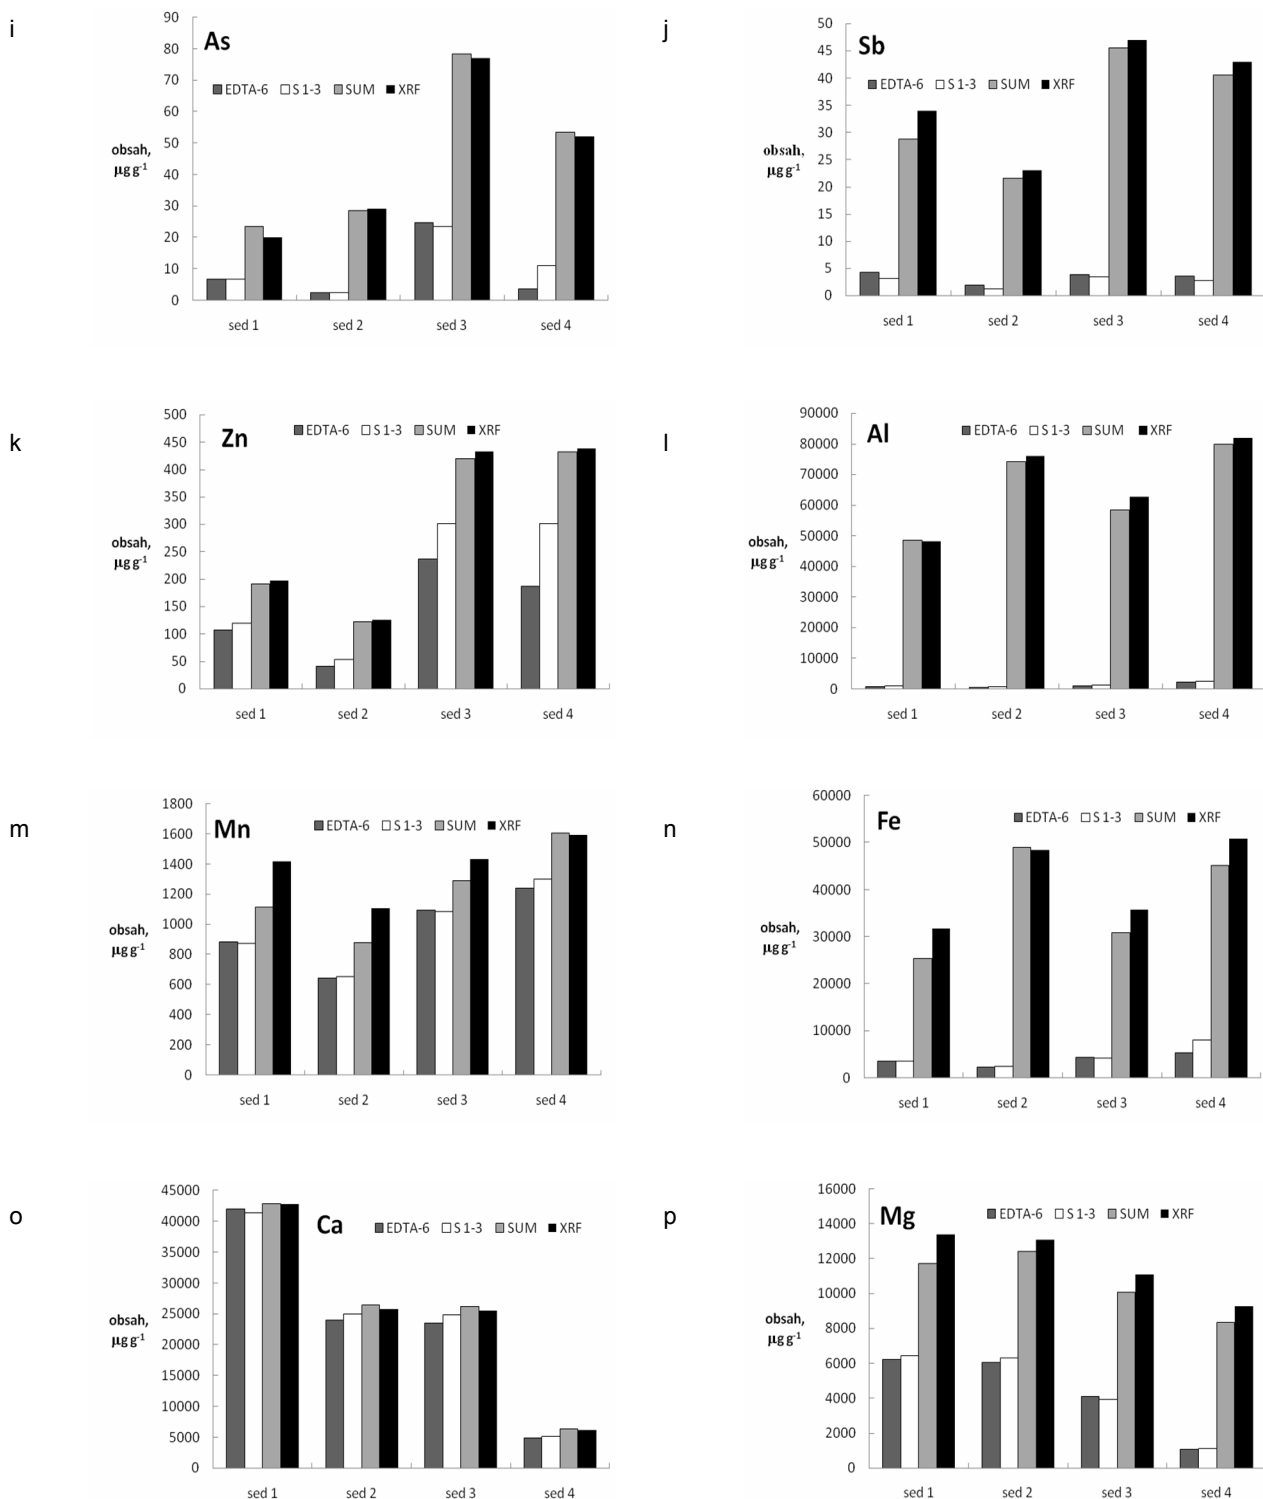 i
As
EDTA-6 S 1-3 SUM XRF
obsah,
µg g-1
90
80
70
60
50
40
30
20
10
0
sed 1 sed 2 sed 3 sed 4
j
Sb
EDTA-6 S 1-3 SUM XRF
obsah,
µg g-1
50
45
40
35
30
25
20
15
10
5
0
sed 1 sed 2 sed 3 sed 4
k
Zn
EDTA-6 S 1-3 SUM XRF
obsah,
µg g-1
500
450
400
350
300
250
200
150
100
50
0
sed 1 sed 2 sed 3 sed 4
l
Al
EDTA-6 S 1-3 SUM XRF
obsah,
µg g-1
90000
80000
70000
60000
50000
40000
30000
20000
10000
0
sed 1 sed 2 sed 3 sed 4
m
Mn
EDTA-6 S 1-3 SUM XRF
obsah,
µg g-1
1800
1600
1400
1200
1000
800
600
400
200
0
sed 1 sed 2 sed 3 sed 4
n
Fe
EDTA-6 S 1-3 SUM XRF
obsah,
µg g-1
60000
50000
40000
30000
20000
10000
0
sed 1 sed 2 sed 3 sed 4
o
Ca
EDTA-6 S 1-3 SUM XRF
obsah,
µg g-1
45000
40000
35000
30000
25000
20000
15000
10000
5000
0
sed 1 sed 2 sed 3 sed 4
p
Mg
EDTA-6 S 1-3 SUM XRF
obsah,
µg g-1
16000
14000
12000
10000
8000
6000
4000
2000
0
sed 1 sed 2 sed 3 sed 4